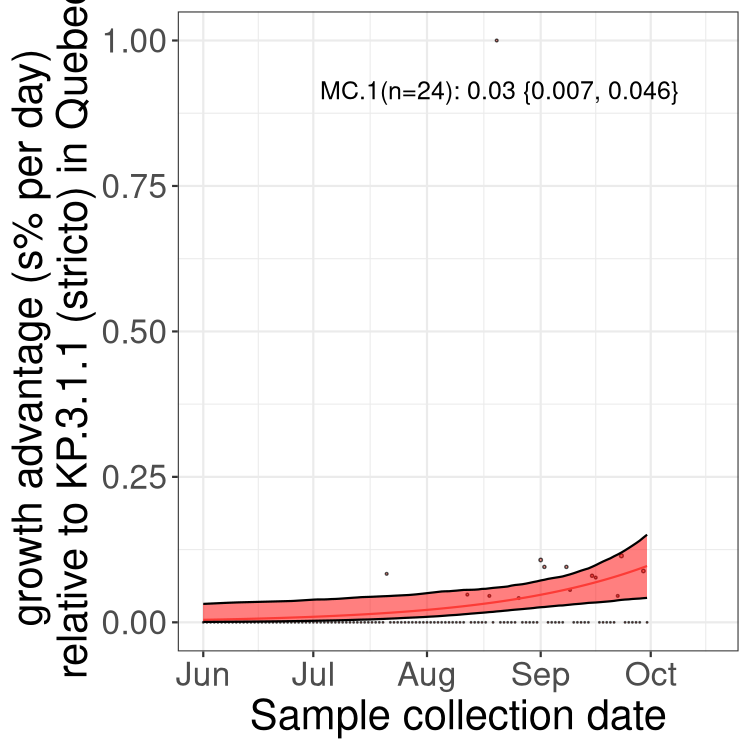 growth advantage (s% per day)
relative to KP.3.1.1 (stricto) in Quebec
1.00
MC.1(n=24): 0.03 {0.007, 0.046}
0.75
0.50
0.25
0.00
Jun Jul Aug Sep Oct
Sample collection date